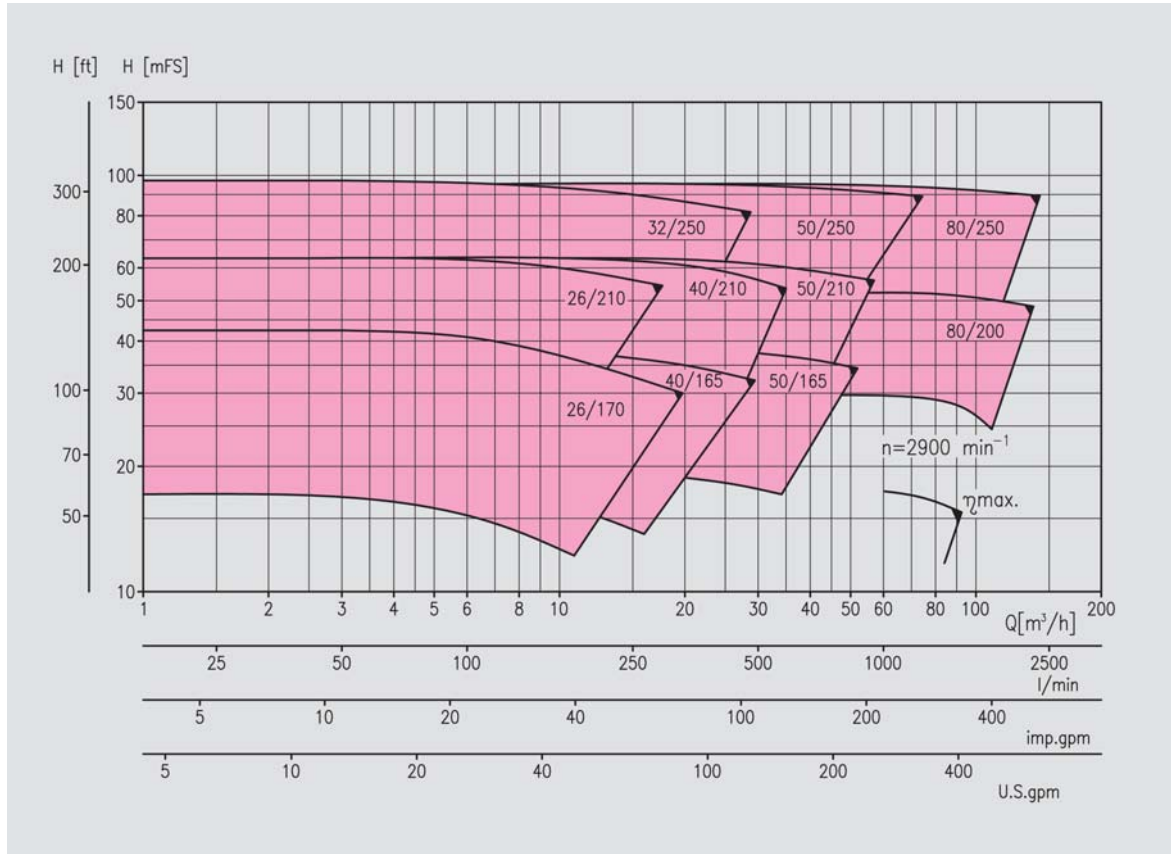 H [ft] H [mFS]
150
100
300
80
32/250 50/250 80/250
200
60
26/210 40/210 50/210
50
80/200
40
40/165 50/165
100
30
26/170
n=2900 min⁻¹
70
20
ηmax.
50
10
1 2 3 4 5 6 8 10 20 30 40 50 60 80 100 200
Q[m³/h]
25 50 100 250 500 1000 2500
l/min
5 10 20 40 100 200 400
imp.gpm
5 10 20 40 100 200 400
U.S.gpm